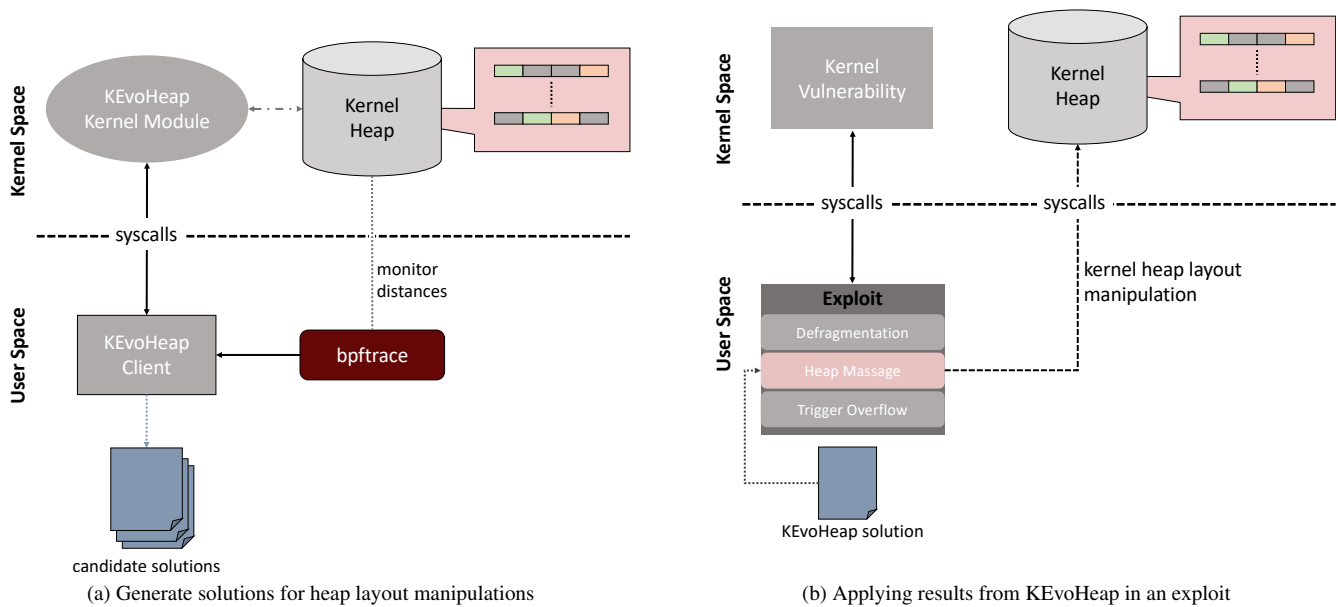 Kernel Space
KEvoHeap
Kernel Module
Kernel
Heap
syscalls
monitor
distances
User Space
KEvoHeap
Client
bpftrace
candidate solutions
(a) Generate solutions for heap layout manipulations
Kernel Space
Kernel
Vulnerability
Kernel
Heap
syscalls
syscalls
User Space
Exploit
Defragmentation
Heap Massage
Trigger Overflow
kernel heap layout
manipulation
KEvoHeap solution
(b) Applying results from KEvoHeap in an exploit